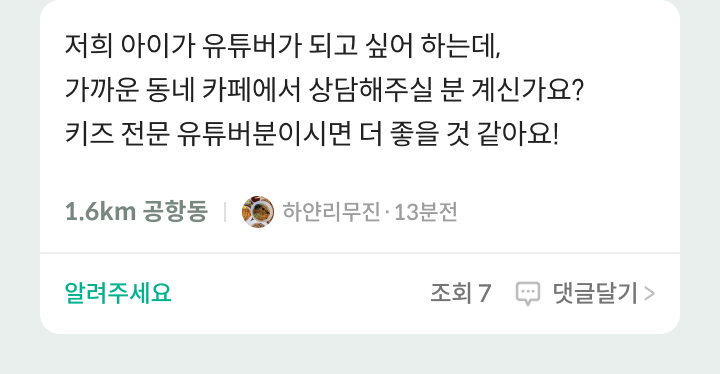 저희 아이가 유튜버가 되고 싶어 하는데,
가까운 동네 카페에서 상담해주실 분 계신가요?
키즈 전문 유튜버분이시면 더 좋을 것 같아요!
1.6km 공항동 하얀리무진 · 13분전
알려주세요 조회 7 댓글달기 >